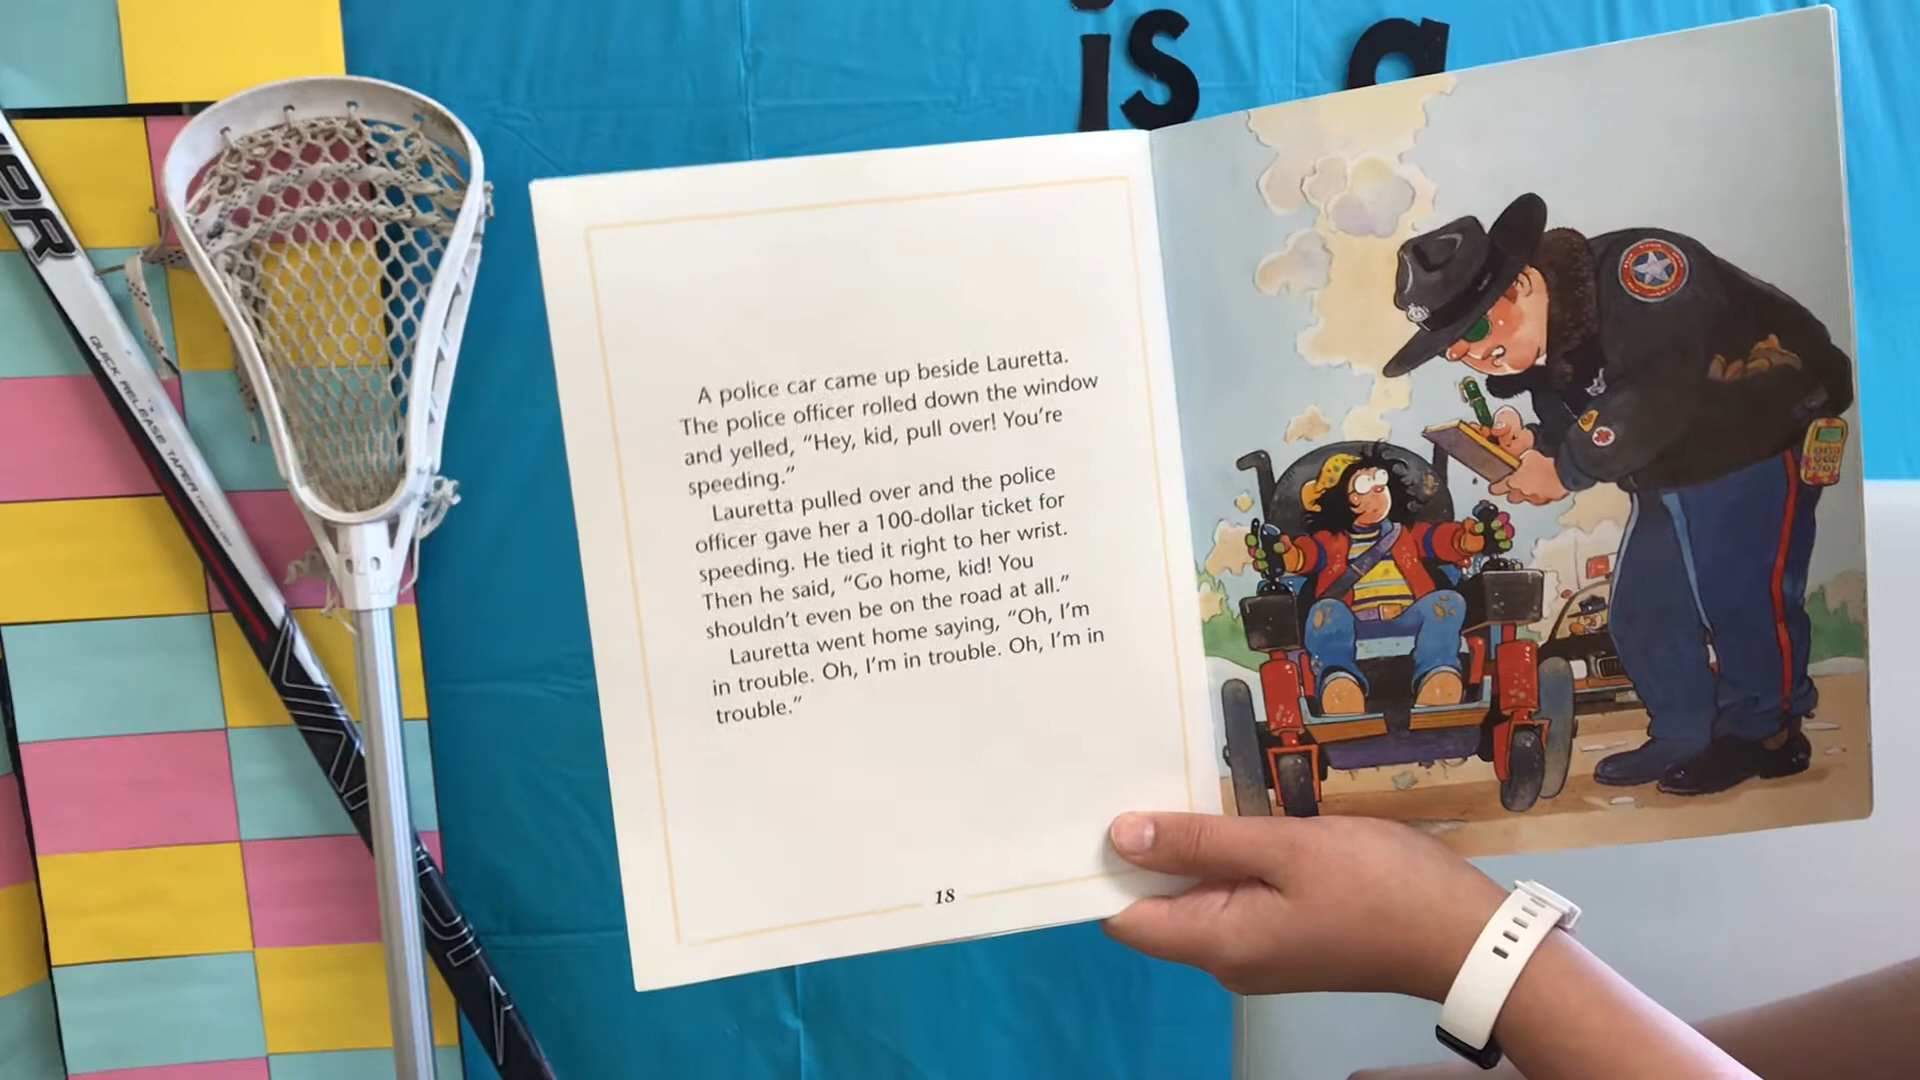 is a
QUICK RELEASE TAPER TECHNOLOGY
A police car came up beside Lauretta.
The police officer rolled down the window
and yelled, "Hey, kid, pull over! You're
speeding."
Lauretta pulled over and the police
officer gave her a 100-dollar ticket for
speeding. He tied it right to her wrist.
Then he said, "Go home, kid! You
shouldn't even be on the road at all."
Lauretta went home saying, "Oh, I'm
in trouble. Oh, I'm in trouble. Oh, I'm in
trouble."
18